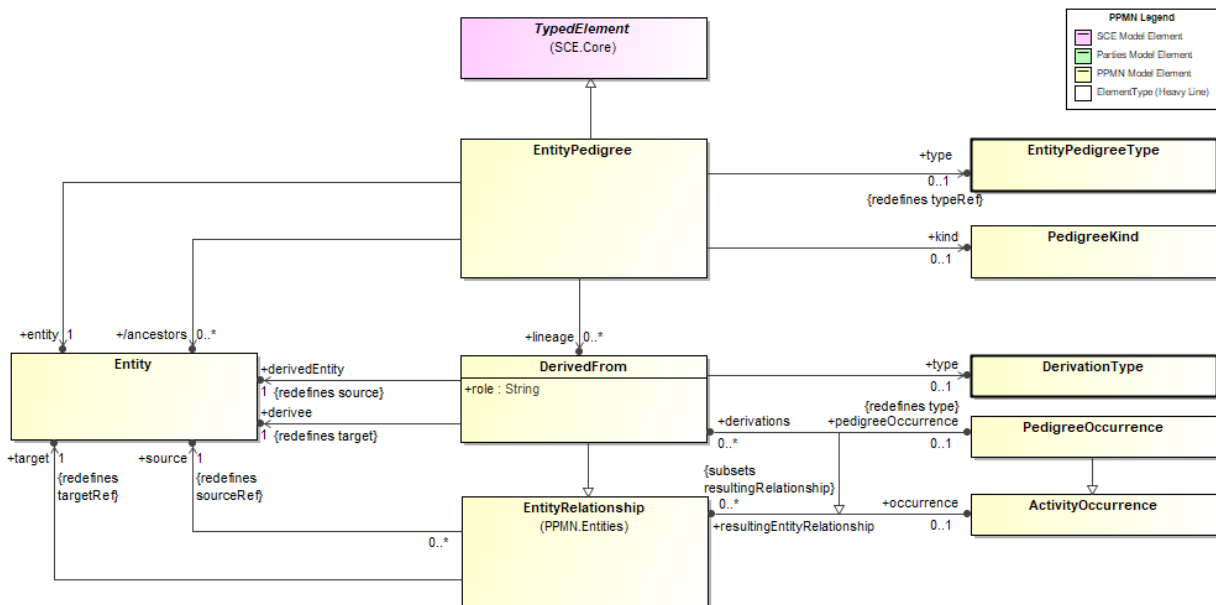 TypedElement
(SCE.Core)
PPMN Legend
SCE Model Element
Parties Model Element
PPMN Model Element
ElementType (Heavy Line)
EntityPedigree
+type
0..1
{redefines typeRef}
EntityPedigreeType
+kind
0..1
PedigreeKind
+entity 1
+/ancestors 0..*
+lineage 0..*
Entity
+derivedEntity
1 {redefines source}
+derivee
1 {redefines target}
DerivedFrom
+role : String
+type
0..1
{redefines type}
DerivationType
+derivations
0..*
+pedigreeOccurrence
0..1
PedigreeOccurrence
+target 1
{redefines
targetRef}
+source 1
{redefines
sourceRef}
0..*
{subsets
resultingRelationship}
0..*
+resultingEntityRelationship
EntityRelationship
(PPMN.Entities)
+occurrence
0..1
ActivityOccurrence